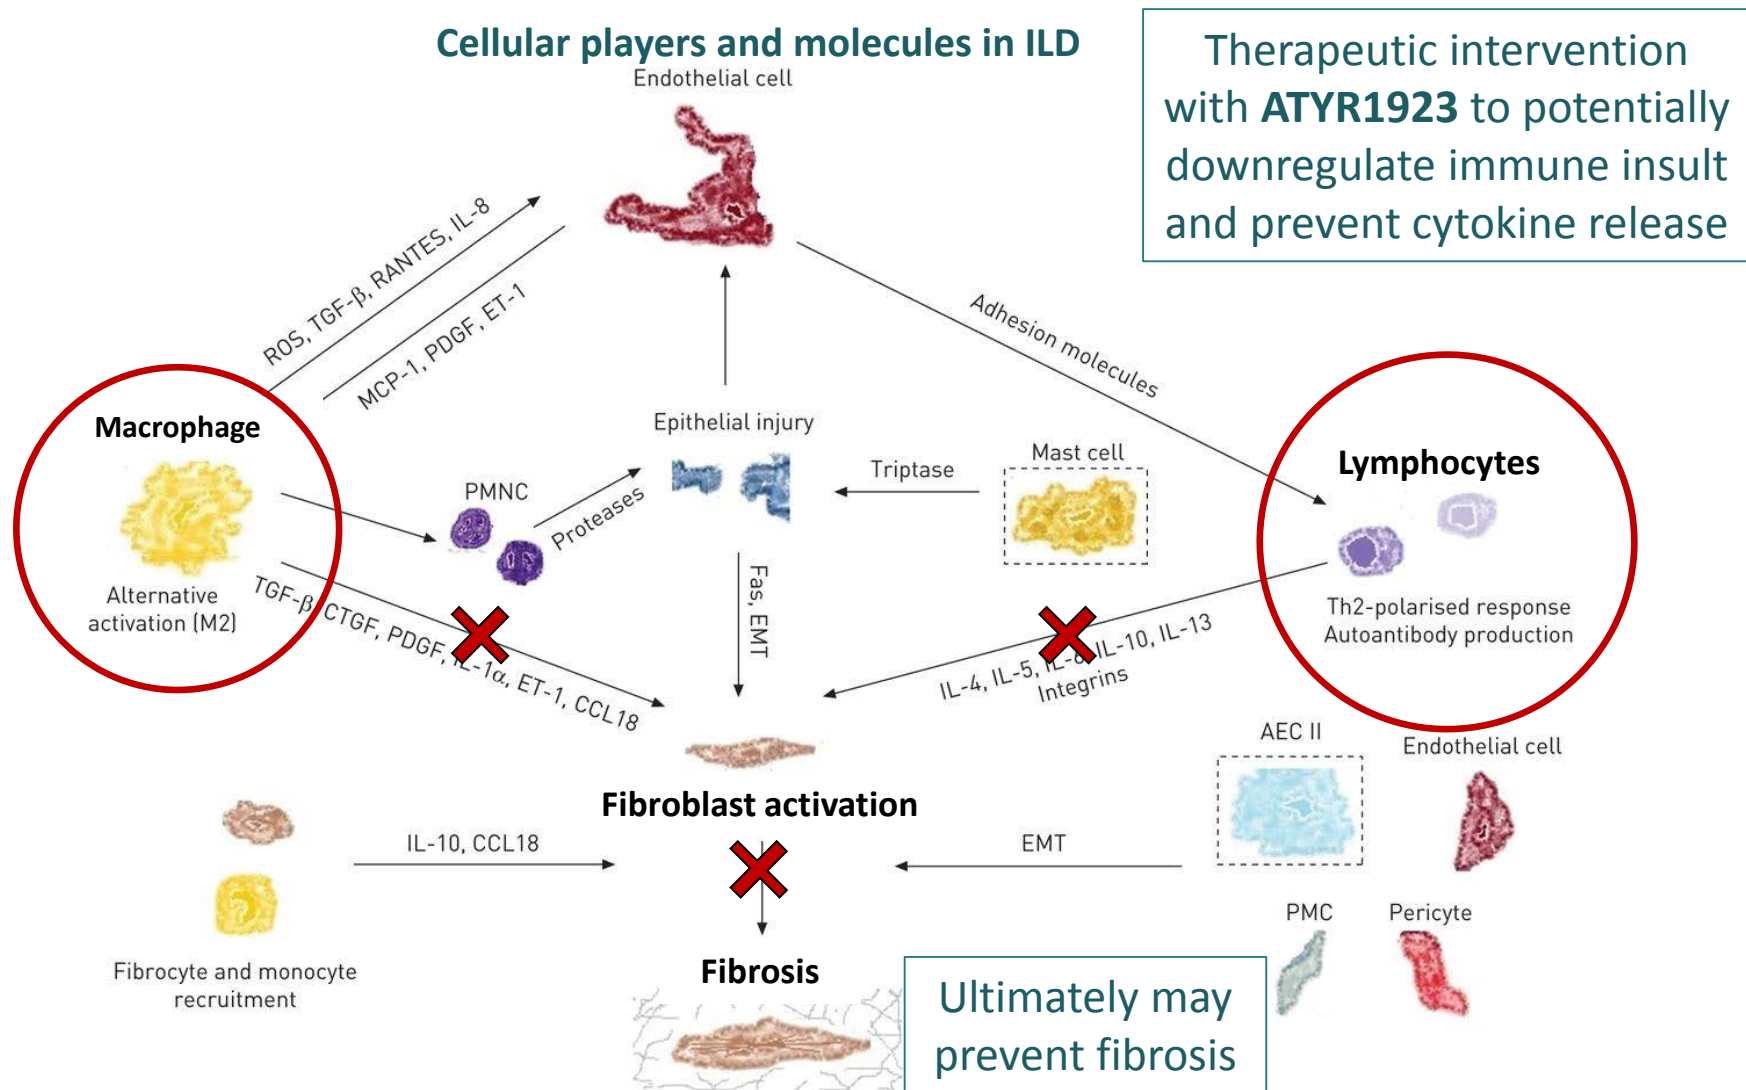 Cellular players and molecules in ILD
Endothelial cell
Therapeutic intervention
with ATYR1923 to potentially
downregulate immune insult
and prevent cytokine release
ROS, TGF-β, RANTES, IL-8
MCP-1, PDGF, ET-1
Adhesion molecules
Macrophage
Alternative
activation (M2)
PMNC
Proteases
Epithelial injury
Triptase
Mast cell
Lymphocytes
Th2-polarised response
Autoantibody production
TGF-β, CTGF, PDGF, IL-1α, ET-1, CCL18
Fas, EMT
IL-4, IL-5, IL-8, IL-10, IL-13
Integrins
Fibroblast activation
AEC II
Endothelial cell
IL-10, CCL18
EMT
Fibrocyte and monocyte
recruitment
PMC
Pericyte
Fibrosis
Ultimately may
prevent fibrosis